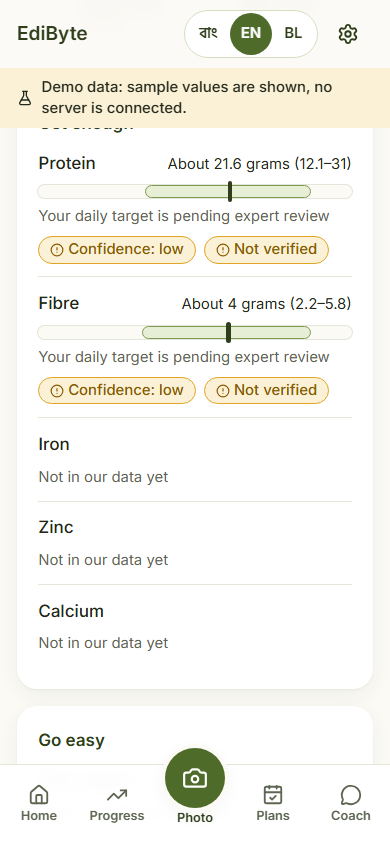 EdiByte
বাং EN BL
Demo data: sample values are shown, no
server is connected.
Protein About 21.6 grams (12.1–31)
Your daily target is pending expert review
Confidence: low Not verified
Fibre About 4 grams (2.2–5.8)
Your daily target is pending expert review
Confidence: low Not verified
Iron
Not in our data yet
Zinc
Not in our data yet
Calcium
Not in our data yet
Go easy
Home Progress Photo Plans Coach